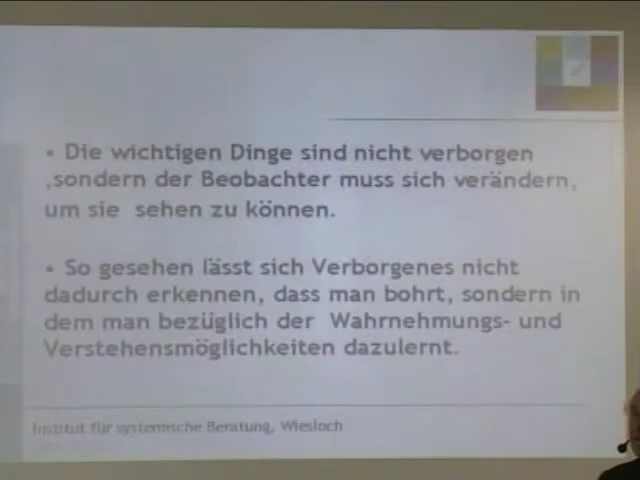 • Die wichtigen Dinge sind nicht verborgen
,sondern der Beobachter muss sich verändern,
um sie sehen zu können.
• So gesehen lässt sich Verborgenes nicht
dadurch erkennen, dass man bohrt, sondern in
dem man bezüglich der Wahrnehmungs- und
Verstehensmöglichkeiten dazulernt.
Institut für systemische Beratung, Wiesloch